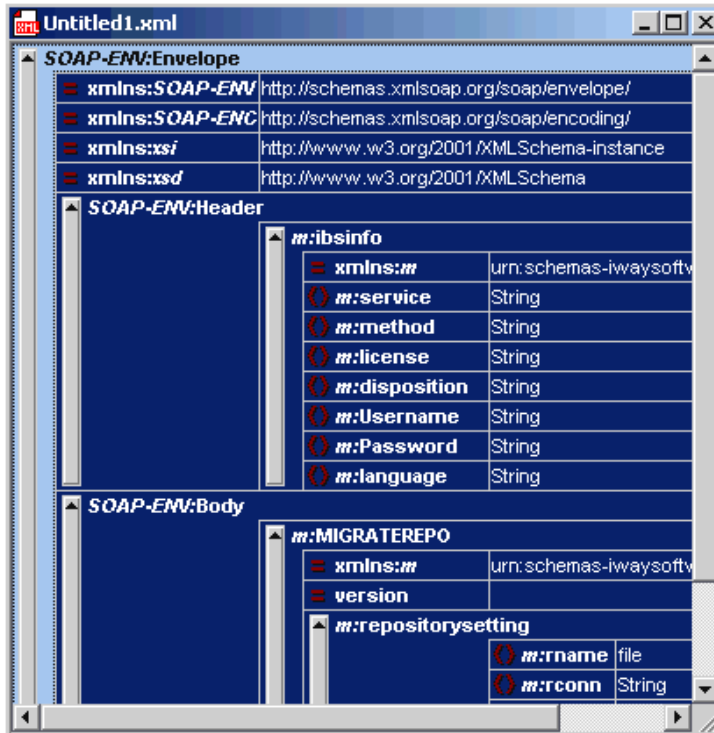 Untitled1.xml
SOAP-ENV:Envelope
= xmlns:SOAP-ENV http://schemas.xmlsoap.org/soap/envelope/
= xmlns:SOAP-ENC http://schemas.xmlsoap.org/soap/encoding/
= xmlns:xsi http://www.w3.org/2001/XMLSchema-instance
= xmlns:xsd http://www.w3.org/2001/XMLSchema
SOAP-ENV:Header
m:ibsinfo
= xmlns:m urn:schemas-iwaysoftw
() m:service String
() m:method String
() m:license String
() m:disposition String
() m:Username String
() m:Password String
() m:language String
SOAP-ENV:Body
m:MIGRATEREPO
= xmlns:m urn:schemas-iwaysoftw
= version
m:repositorysetting
() m:rname file
() m:rconn String